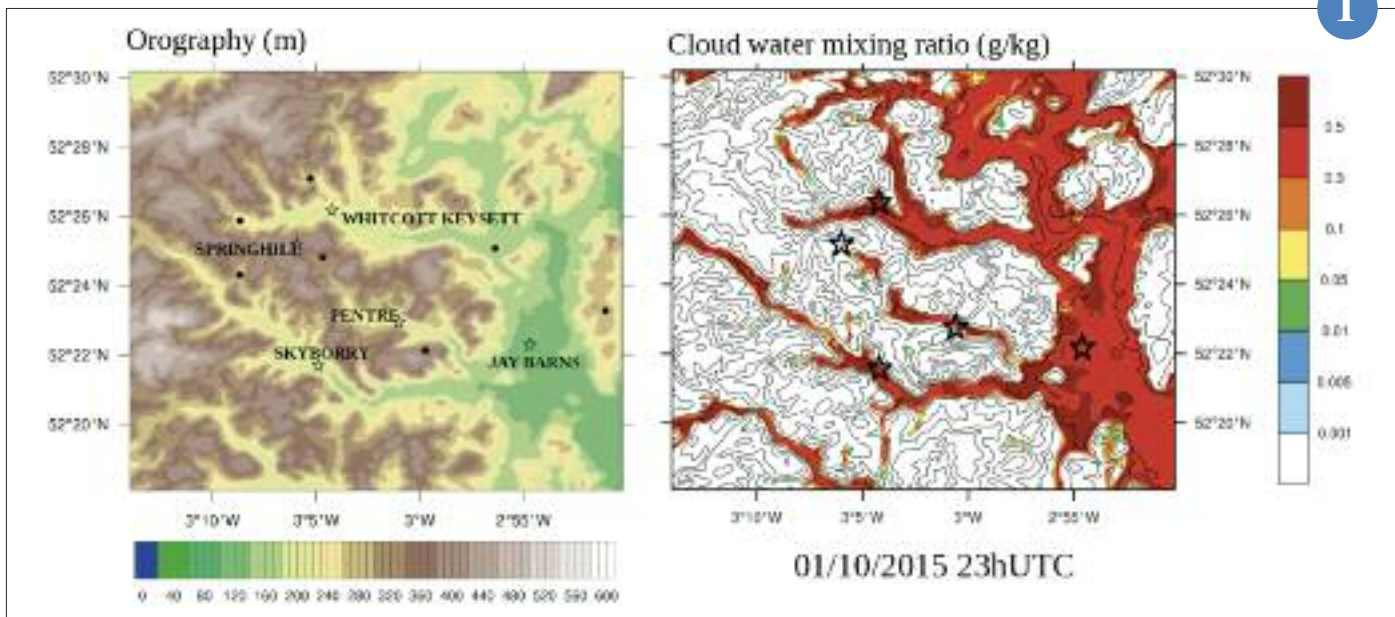 1
Orography (m)
Cloud water mixing ratio (g/kg)
52°30'N
52°28'N
52°26'N
52°24'N
52°22'N
52°20'N
WHITCOTT KEYSETT
SPRINGHILL
PENTRE
SKYBORRY
JAY BARNS
3°10'W
3°5'W
3°W
2°55'W
0 40 80 120 160 200 240 280 320 360 400 440 480 520 560 600
52°30'N
52°28'N
52°26'N
52°24'N
52°22'N
52°20'N
3°10'W
3°5'W
3°W
2°55'W
0.5
0.3
0.1
0.05
0.01
0.005
0.001
01/10/2015 23hUTC